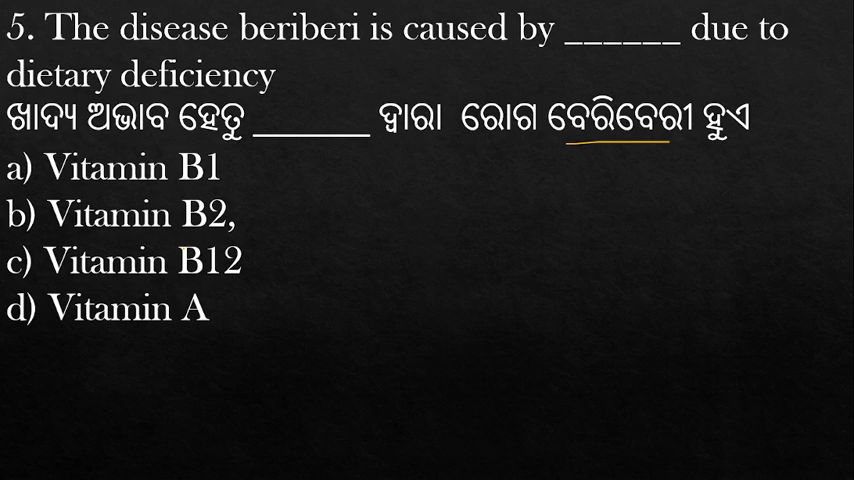 5. The disease beriberi is caused by ______ due to
dietary deficiency
ଖାଦ୍ୟ ଅଭାବ ହେତୁ _______ ଦ୍ୱାରା ରୋଗ ବେରିବେରୀ ହୁଏ
a) Vitamin B1
b) Vitamin B2,
c) Vitamin B12
d) Vitamin A